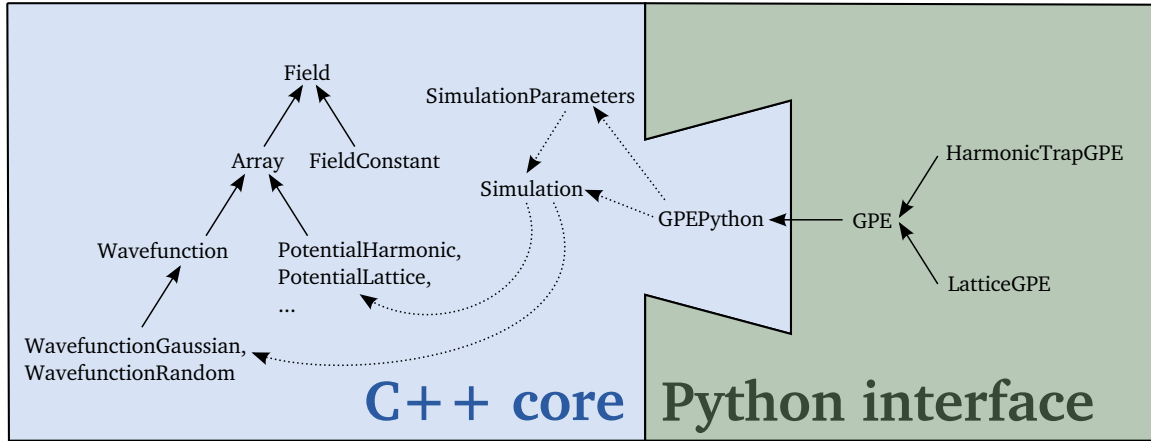 Field
SimulationParameters
Array
FieldConstant
HarmonicTrapGPE
Simulation
GPEPython
GPE
Wavefunction
PotentialHarmonic,
PotentialLattice,
...
LatticeGPE
WavefunctionGaussian,
WavefunctionRandom
C++ core
Python interface